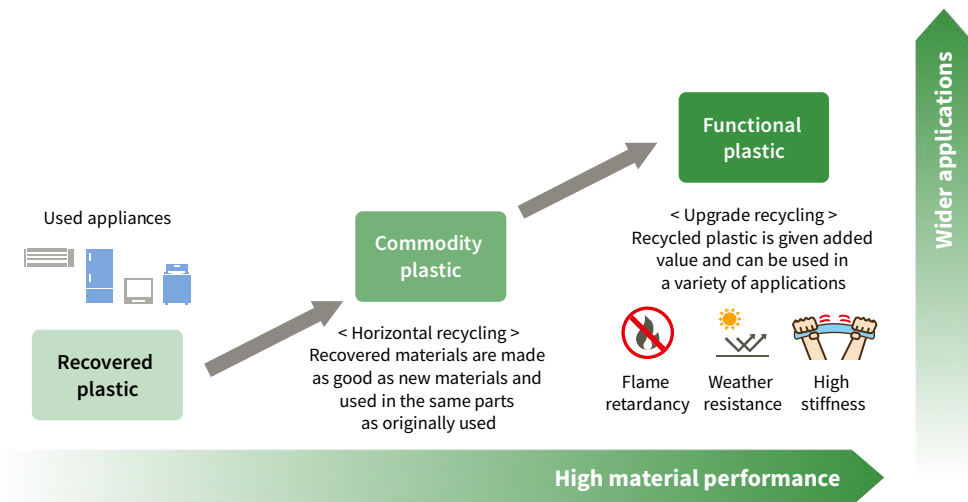 Used appliances
Recovered
plastic
Commodity
plastic
< Horizontal recycling >
Recovered materials are made
as good as new materials and
used in the same parts
as originally used
Functional
plastic
< Upgrade recycling >
Recycled plastic is given added
value and can be used in
a variety of applications
Flame
retardancy
Weather
resistance
High
stiffness
High material performance
Wider applications